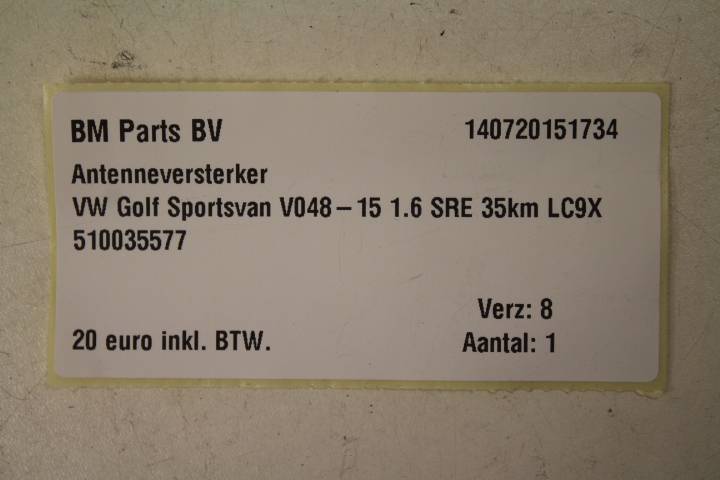 BM Parts BV 140720151734
Antenneversterker
VW Golf Sportsvan V048-15 1.6 SRE 35km LC9X
510035577
Verz: 8
20 euro inkl. BTW. Aantal: 1